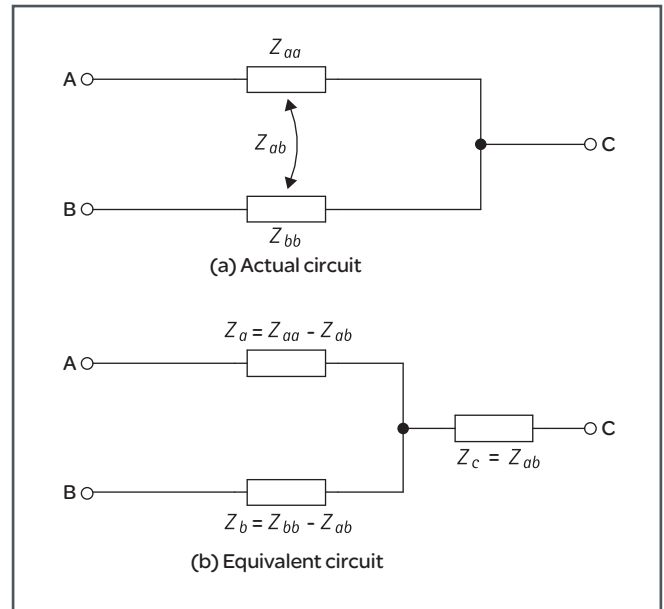 Z_aa
A
Z_ab
C
B
Z_bb
(a) Actual circuit
Z_a = Z_aa - Z_ab
A
C
Z_c = Z_ab
B
Z_b = Z_bb - Z_ab
(b) Equivalent circuit